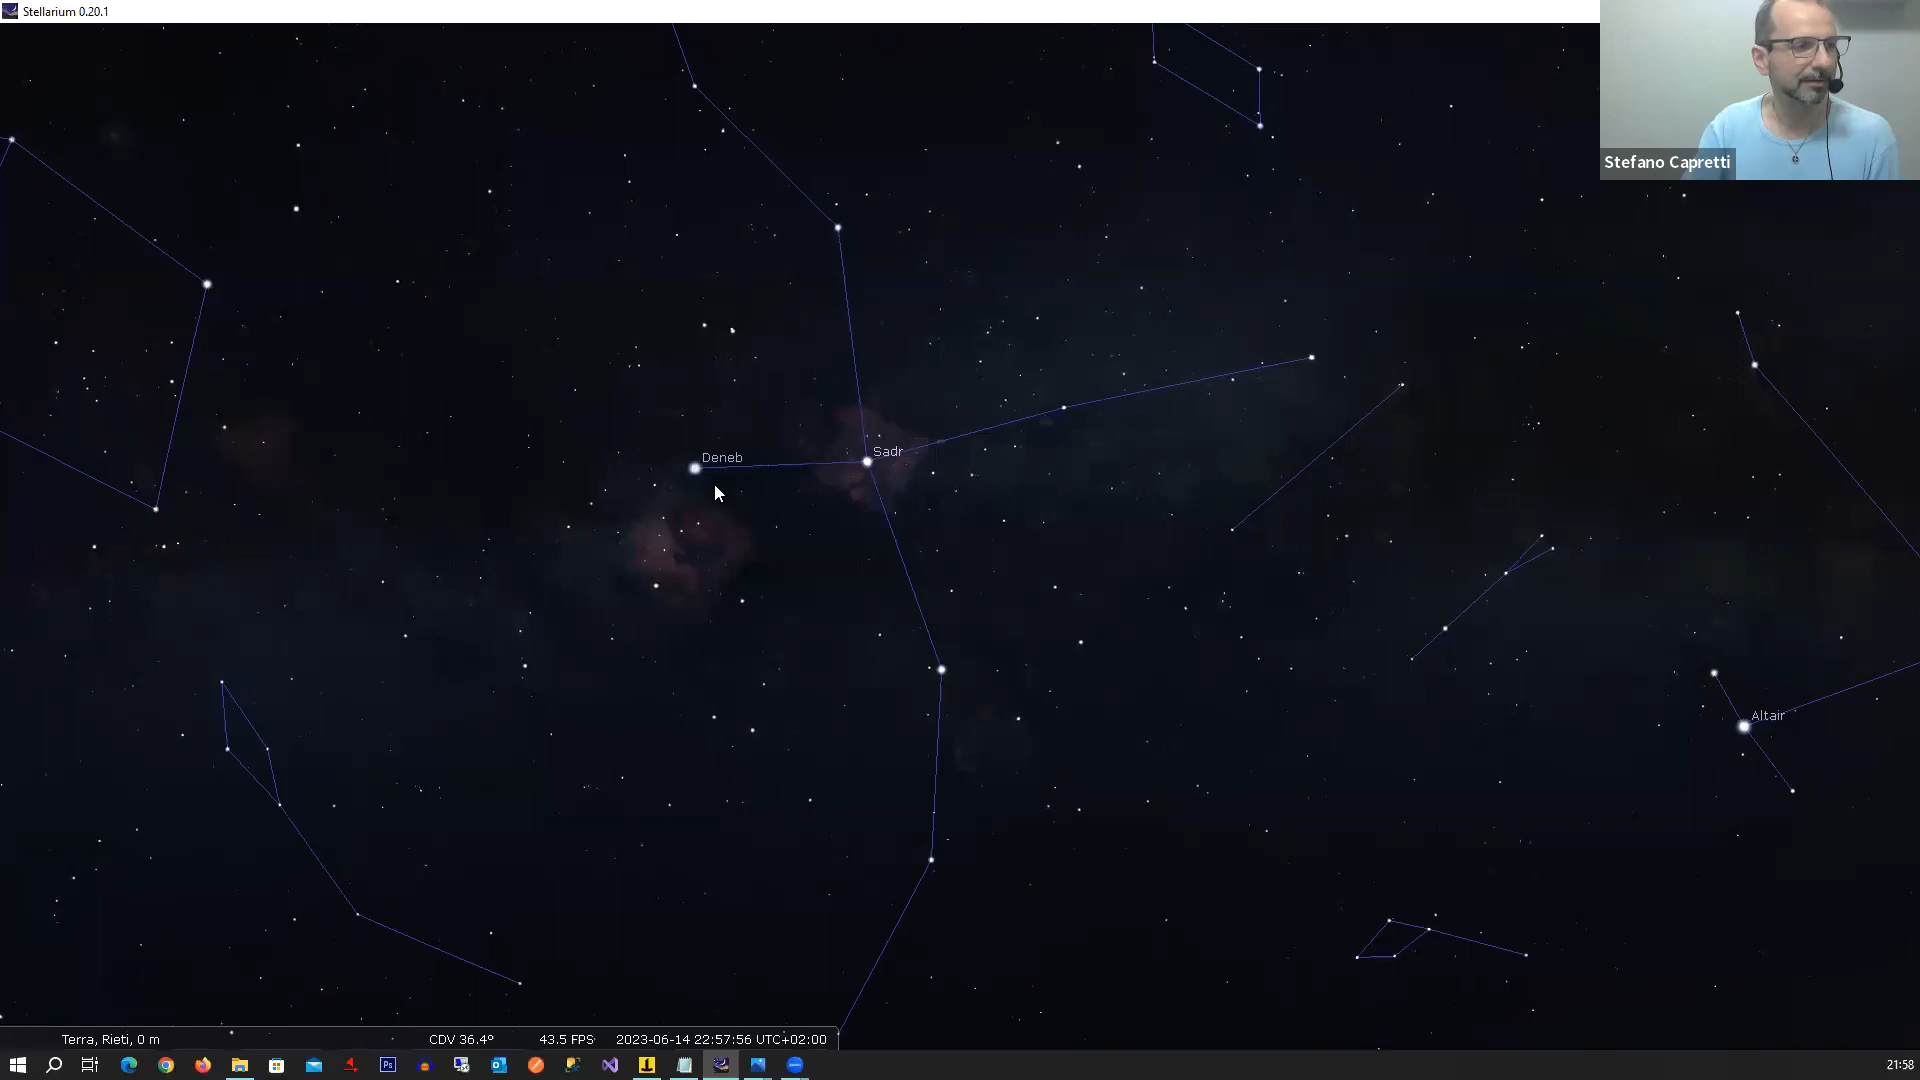 Stellarium 0.20.1
Stefano Capretti
Deneb
Sadr
Altair
Terra, Rieti, 0 m
CDV 36.4°
43.5 FPS
2023-06-14 22:57:56 UTC+02:00
Ps
21:58